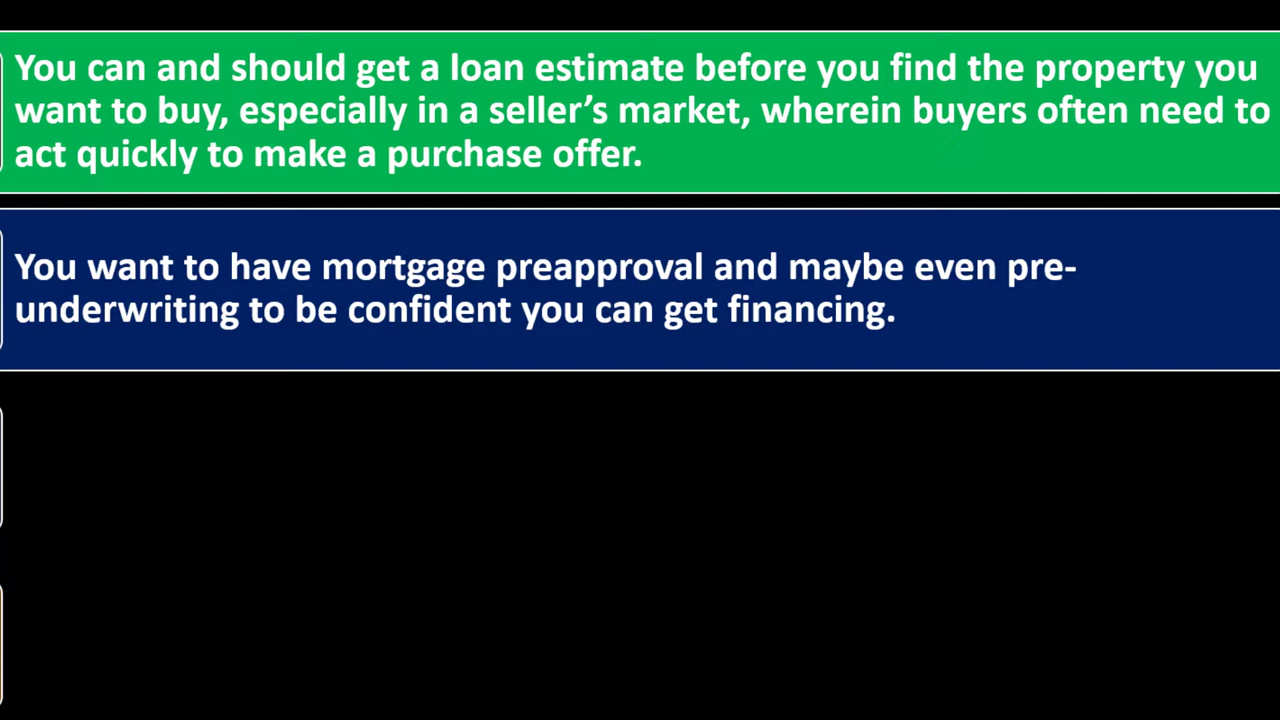 You can and should get a loan estimate before you find the property you
want to buy, especially in a seller’s market, wherein buyers often need to
act quickly to make a purchase offer.
You want to have mortgage preapproval and maybe even pre-
underwriting to be confident you can get financing.